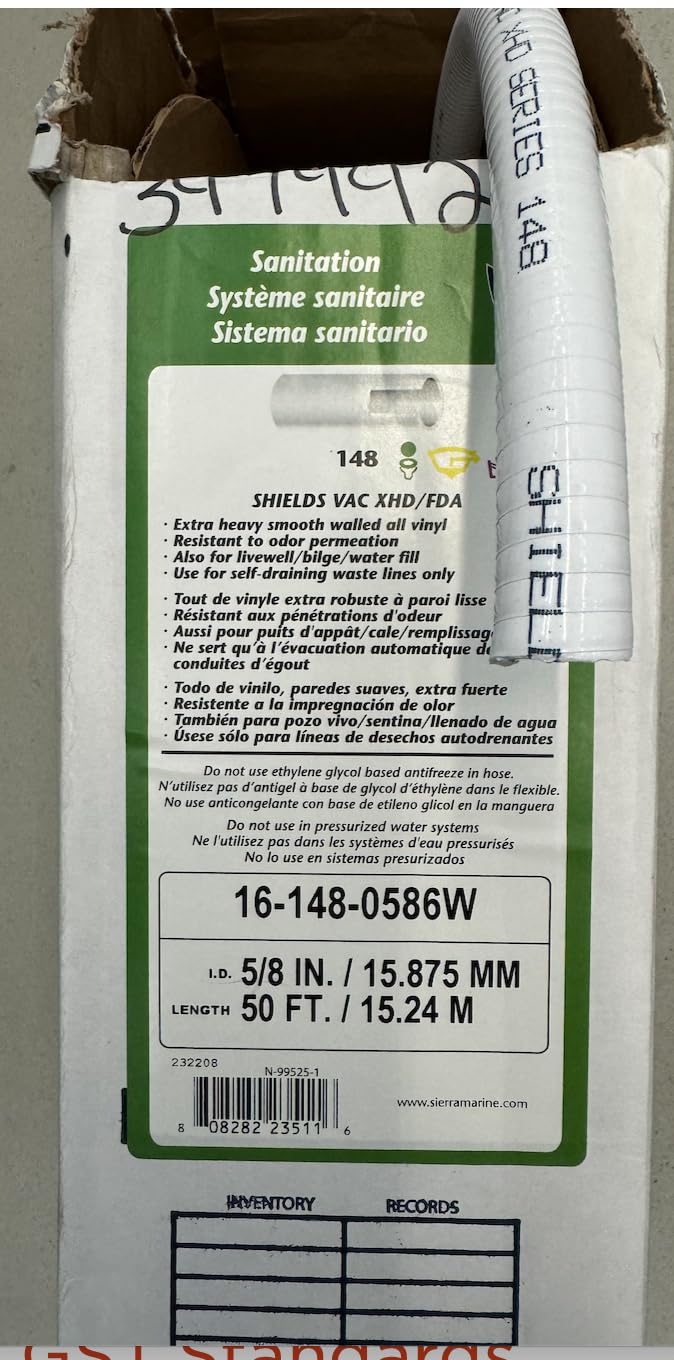 397992
Sanitation
Système sanitaire
Sistema sanitario
148
SHIELDS VAC XHD/FDA
· Extra heavy smooth walled all vinyl
· Resistant to odor permeation
· Also for livewell/bilge/water fill
· Use for self-draining waste lines only
· Tout de vinyle extra robuste à paroi lisse
· Résistant aux pénétrations d'odeur
· Aussi pour puits d'appât/cale/remplissag
· Ne sert qu'à l'évacuation automatique de
conduites d'égout
· Todo de vinilo, paredes suaves, extra fuerte
· Resistente a la impregnación de olor
· También para pozo vivo/sentina/llenado de agua
· Úsese sólo para líneas de desechos autodrenantes
Do not use ethylene glycol based antifreeze in hose.
N'utilisez pas d'antigel à base de glycol d'éthylène dans le flexible.
No use anticongelante con base de etileno glicol en la manguera
Do not use in pressurized water systems
Ne l'utilisez pas dans les systèmes d'eau pressurisés
No lo use en sistemas presurizados
16-148-0586W
I.D. 5/8 IN. / 15.875 MM
LENGTH 50 FT. / 15.24 M
232208
N-99525-1
8 08282 23511 6
www.sierramarine.com
INVENTORY RECORDS
XHD SERIES 148
SHIEL
GST Standards